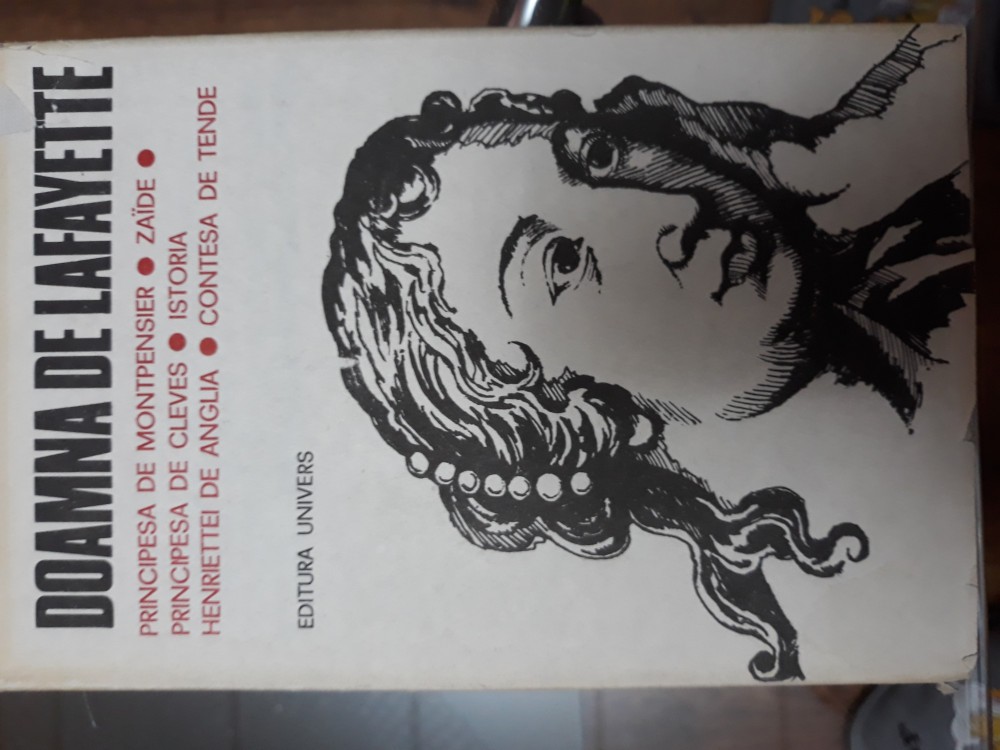 DOAMNA DE LAFAYETTE
PRINCIPESA DE MONTPENSIER ● ZAÏDE ●
PRINCIPESA DE CLEVES ● ISTORIA
HENRIETTEI DE ANGLIA ● CONTESA DE TENDE
EDITURA UNIVERS